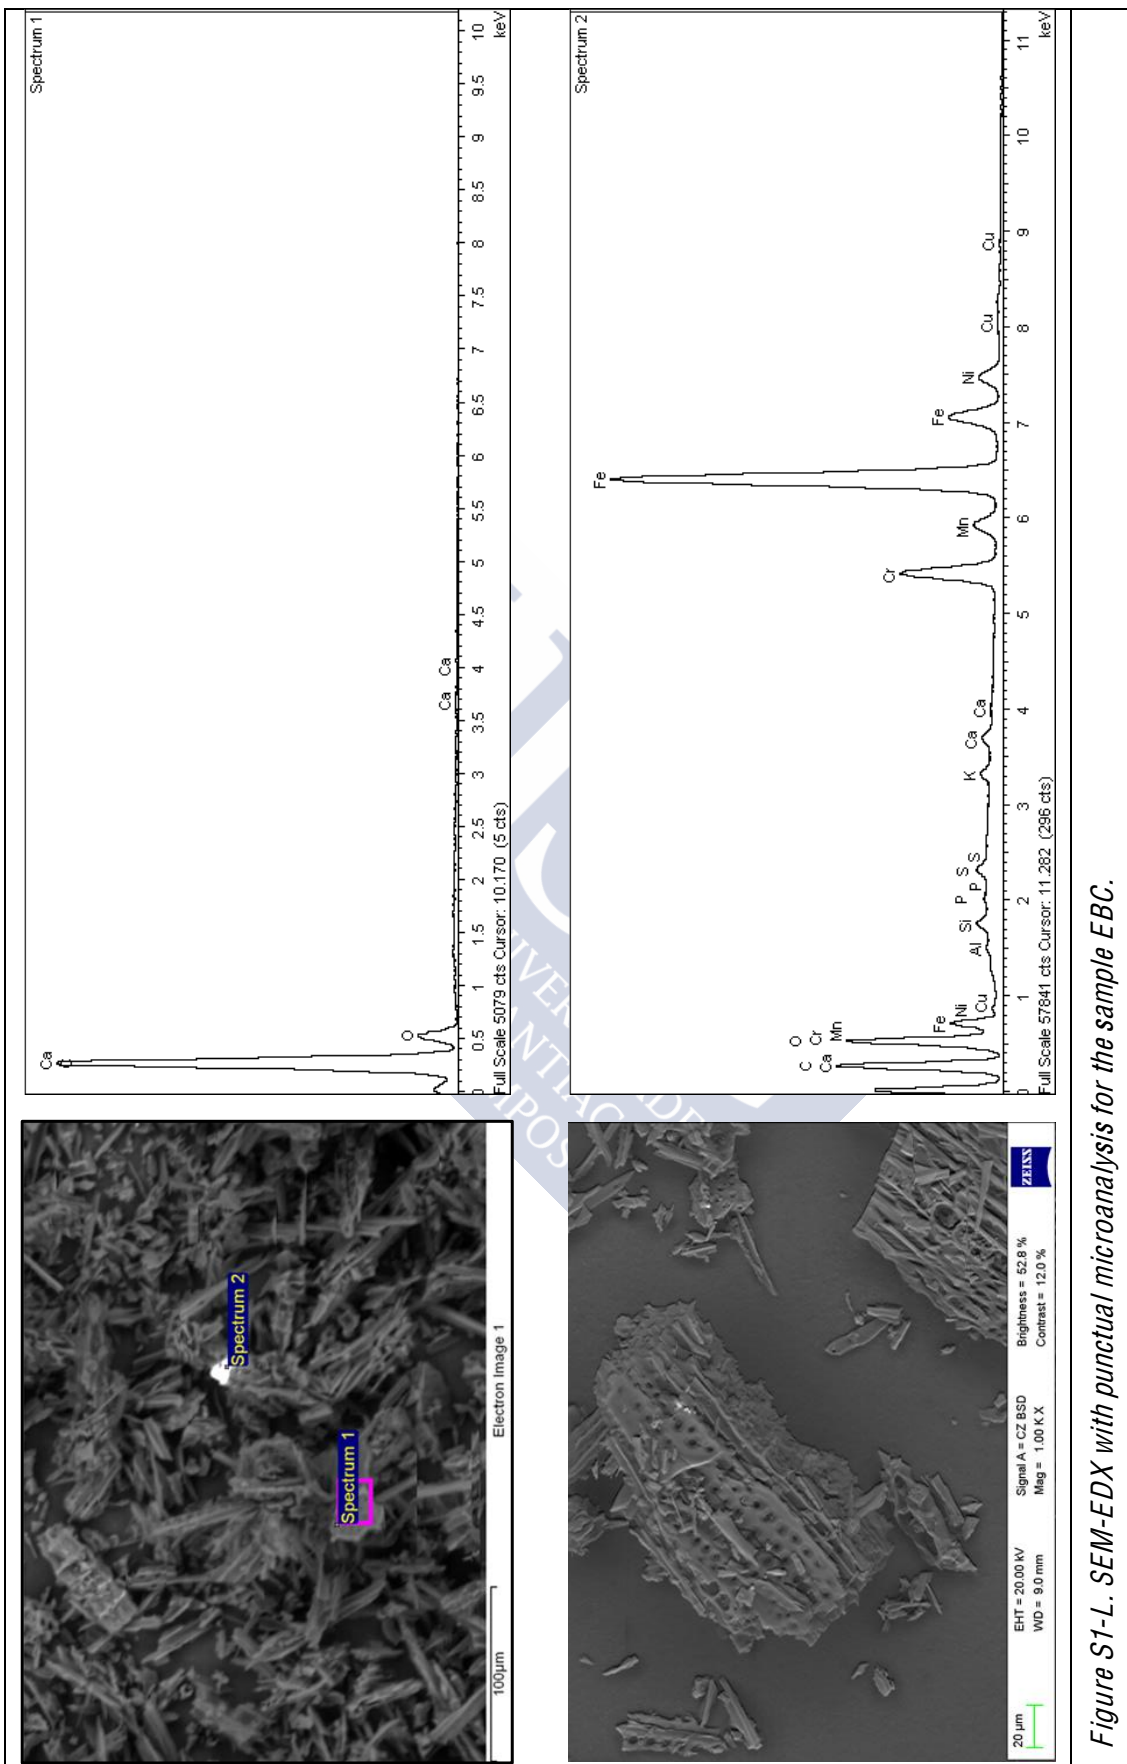 Spectrum 2
Spectrum 1
100µm
Electron Image 1
Spectrum 1
Ca
O
Ca
Ca
0 0.5 1 1.5 2 2.5 3 3.5 4 4.5 5 5.5 6 6.5 7 7.5 8 8.5 9 9.5 10
Full Scale 5079 cts Cursor: 10.170 (5 cts)
keV
20 µm
EHT = 20.00 kV
WD = 9.0 mm
Signal A = CZ BSD
Mag = 1.00 K X
Brightness = 52.8 %
Contrast = 12.0 %
ZEISS
Spectrum 2
C
Ca
O
Cr
Mn
Fe
Ni
Cu
Al
Si
P
P
S
S
K
Ca
Ca
Cr
Mn
Fe
Fe
Ni
Cu
Cu
0 1 2 3 4 5 6 7 8 9 10 11
Full Scale 57841 cts Cursor: 11.282 (296 cts)
keV
Figure S1-L. SEM-EDX with punctual microanalysis for the sample EBC.